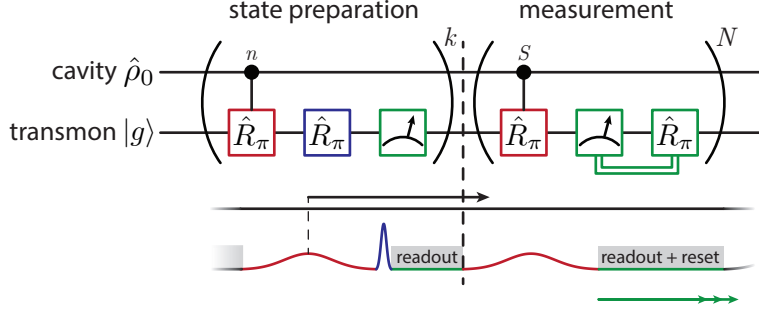 state preparation
measurement
k
N
n
S
cavity ρ̂₀
transmon |g⟩
R̂π R̂π R̂π R̂π
readout
readout + reset